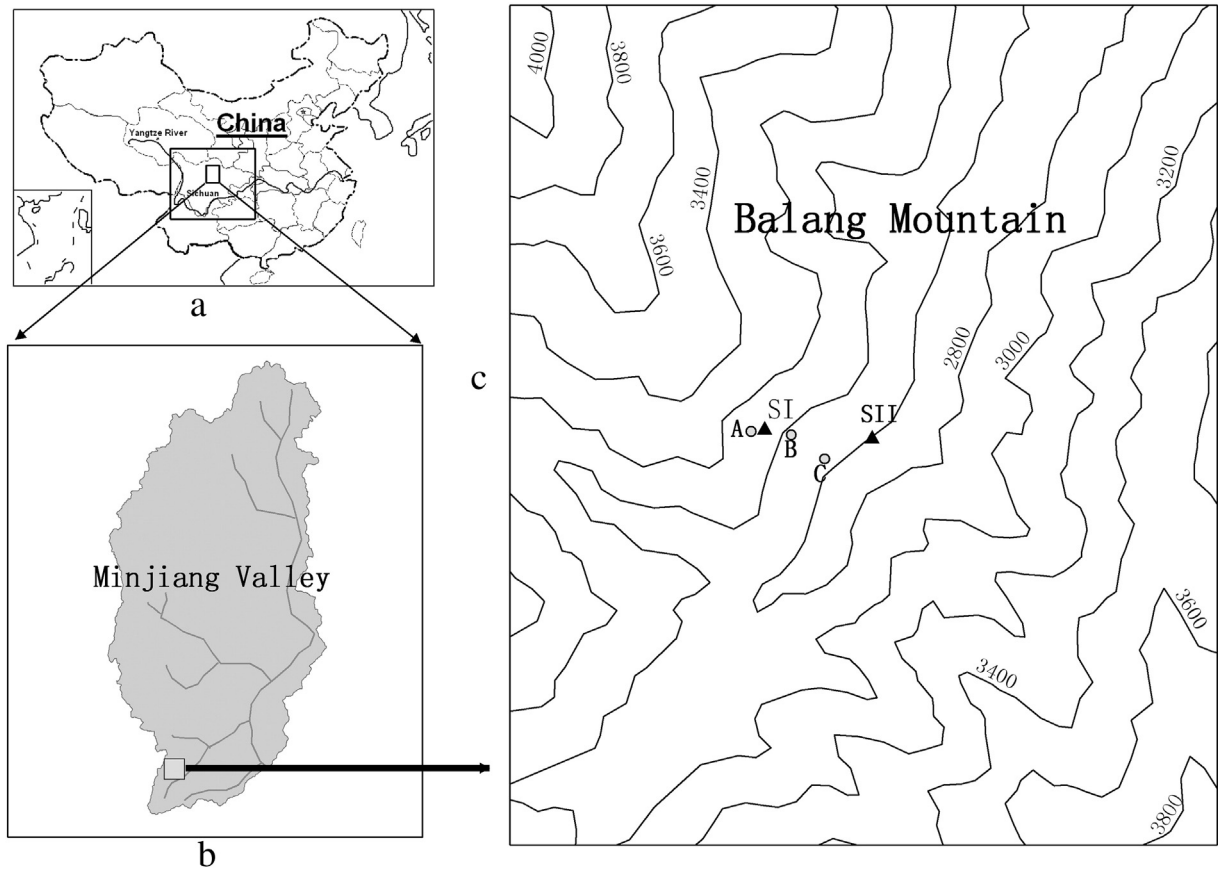 China
Yangtze River
Sichuan
a
Minjiang Valley
b
c
4000
3800
3400
3600
Balang Mountain
3200
2800
3000
SI
SII
A
B
C
3600
3400
3800